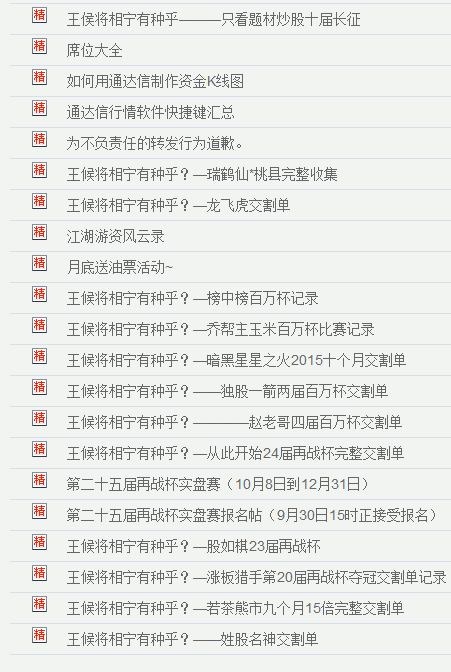 精 王侯将相宁有种乎———只看题材炒股十届长征
精 席位大全
精 如何用通达信制作资金K线图
精 通达信行情软件快捷键汇总
精 为不负责任的转发行为道歉。
精 王候将相宁有种乎？—瑞鹤仙*桃县完整收集
精 王候将相宁有种乎？—龙飞虎交割单
精 江湖游资风云录
精 月底送油票活动~
精 王候将相宁有种乎？—榜中榜百万杯记录
精 王候将相宁有种乎？—乔帮主玉米百万杯比赛记录
精 王候将相宁有种乎？—暗黑星星之火2015十个月交割单
精 王候将相宁有种乎？——独股一箭两届百万杯交割单
精 王候将相宁有种乎？————赵老哥四届百万杯交割单
精 王候将相宁有种乎？—从此开始24届再战杯完整交割单
精 第二十五届再战杯实盘赛（10月8日到12月31日）
精 第二十五届再战杯实盘赛报名帖（9月30日15时正接受报名）
精 王候将相宁有种乎？—股如棋23届再战杯
精 王候将相宁有种乎？—涨板猎手第20届再战杯夺冠交割单记录
精 王候将相宁有种乎？—若茶熊市九个月15倍完整交割单
精 王候将相宁有种乎？——姓股名神交割单